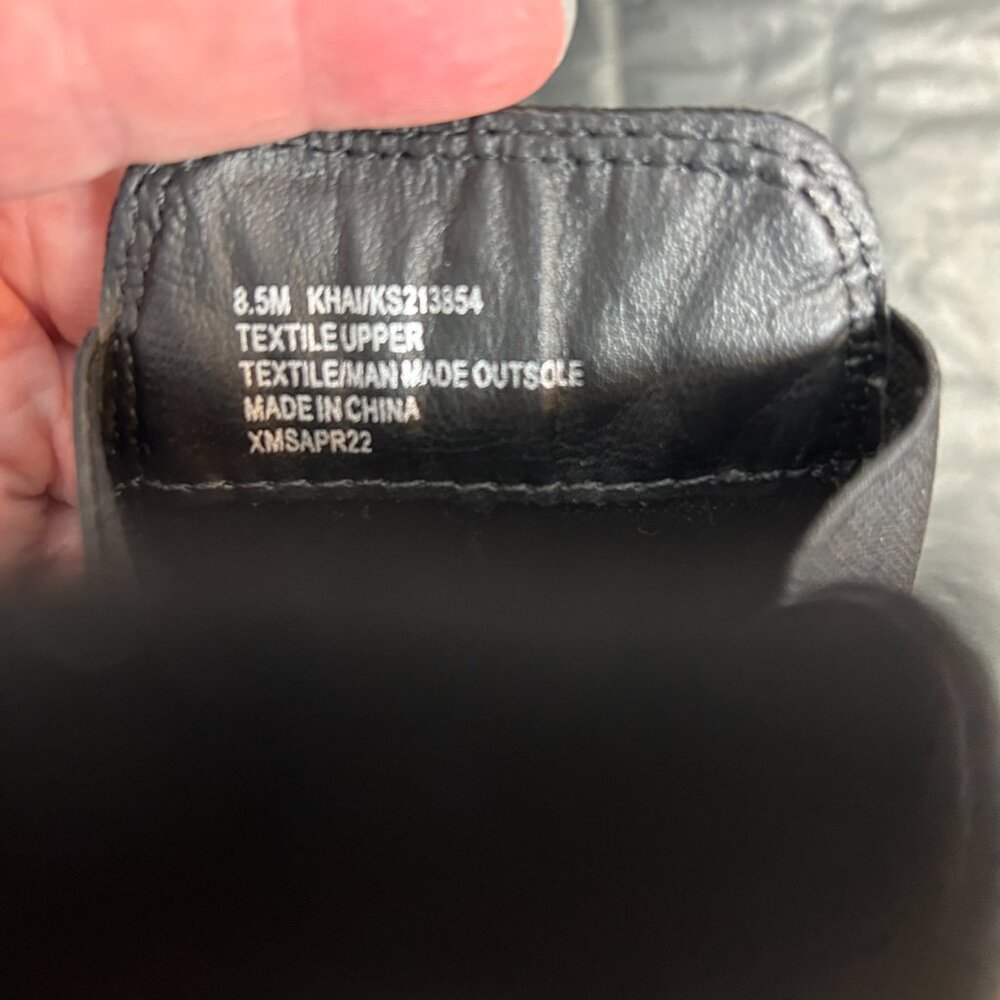 8.5M KHAI/KS213854
TEXTILE UPPER
TEXTILE/MAN MADE OUTSOLE
MADE IN CHINA
XMSAPR22